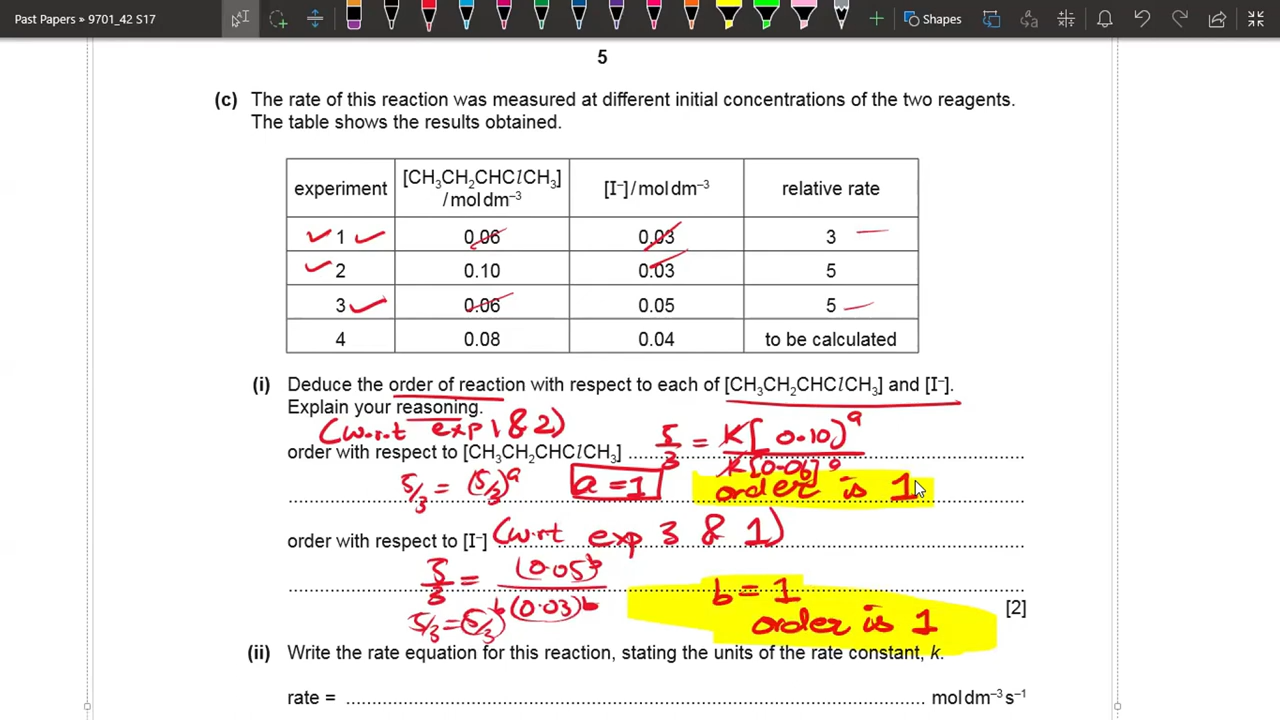 Past Papers » 9701_42 S17
Shapes
5
(c) The rate of this reaction was measured at different initial concentrations of the two reagents.
The table shows the results obtained.
experiment [CH₃CH₂CHClCH₃] /mol dm⁻³ [I⁻]/mol dm⁻³ relative rate
1 0.06 0.03 3
2 0.10 0.03 5
3 0.06 0.05 5
4 0.08 0.04 to be calculated
(i) Deduce the order of reaction with respect to each of [CH₃CH₂CHClCH₃] and [I⁻].
Explain your reasoning.
(w.r.t exp 1 & 2)
order with respect to [CH₃CH₂CHClCH₃] 5/3 = K[0.10)ᵃ / K[0.06]ᵃ
5/3 = (5/3)ᵃ a = 1 order is 1
order with respect to [I⁻] (w.r.t exp 3 & 1)
5/3 = (0.05)ᵇ / (0.03)ᵇ
b = 1
[2]
5/3 = (5/3)ᵇ order is 1
(ii) Write the rate equation for this reaction, stating the units of the rate constant, k.
rate = mol dm⁻³ s⁻¹